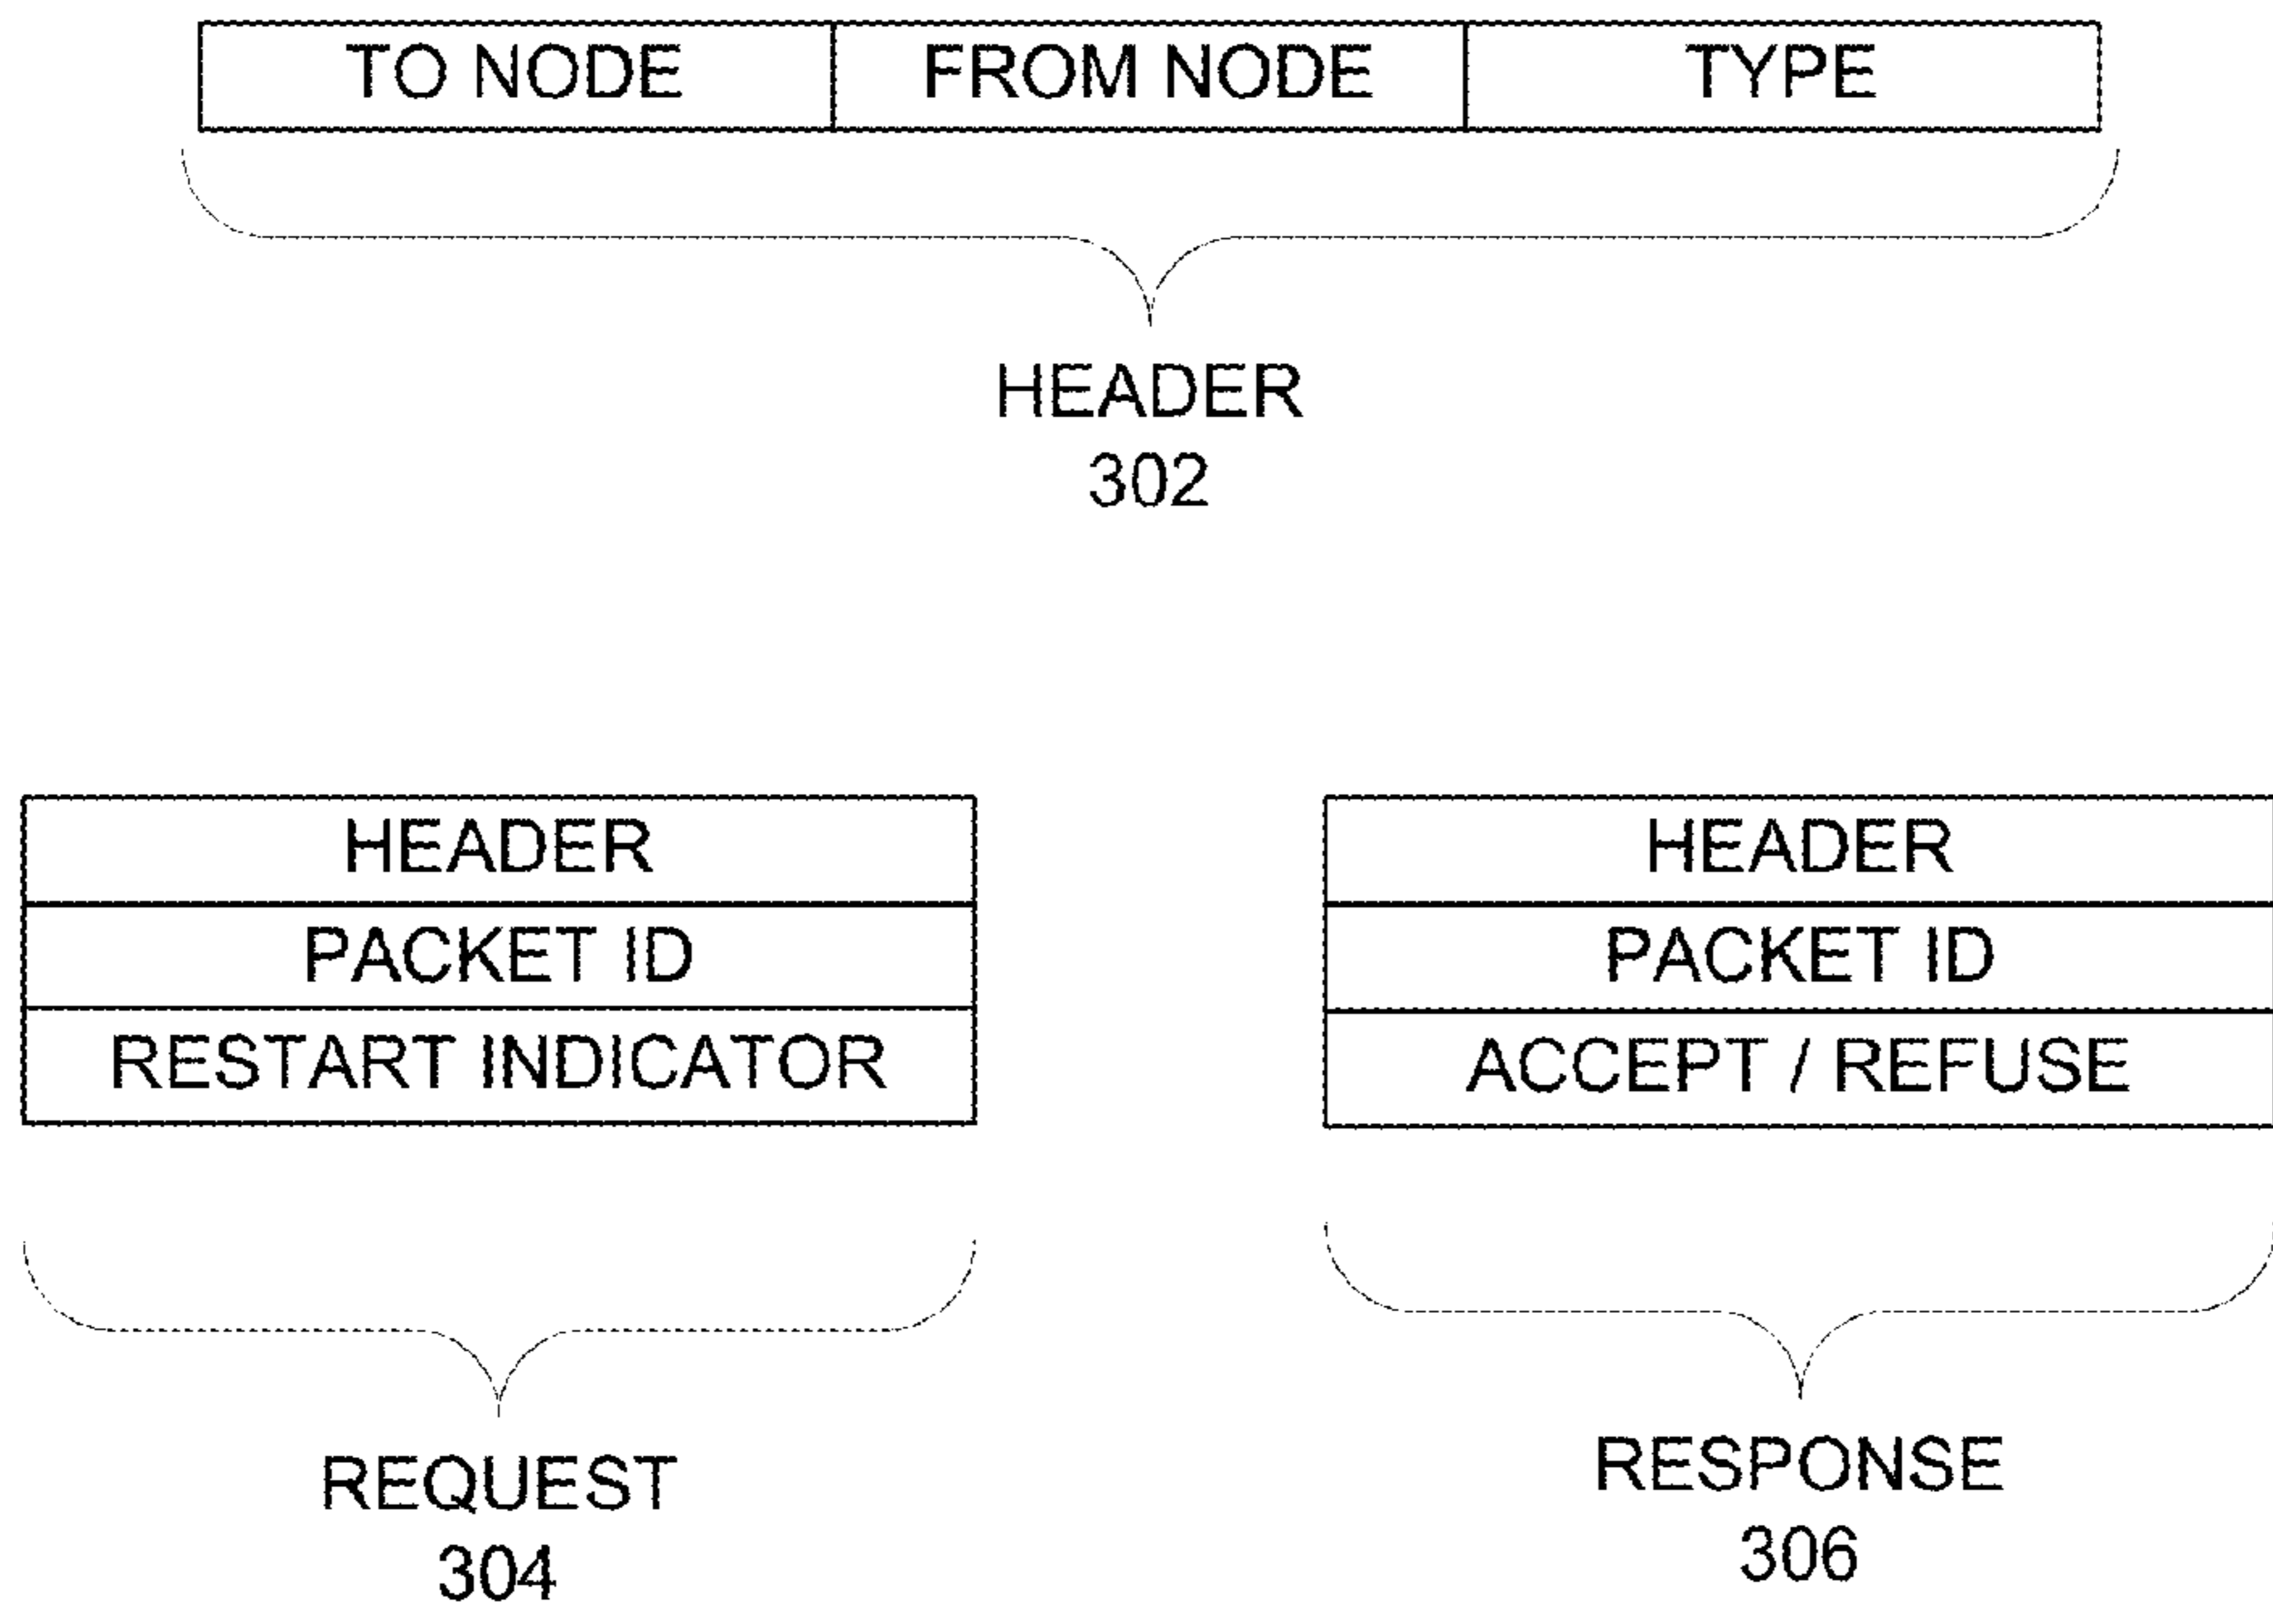 TO NODE FROM NODE TYPE
HEADER
302
HEADER
PACKET ID
RESTART INDICATOR
REQUEST
304
HEADER
PACKET ID
ACCEPT / REFUSE
RESPONSE
306